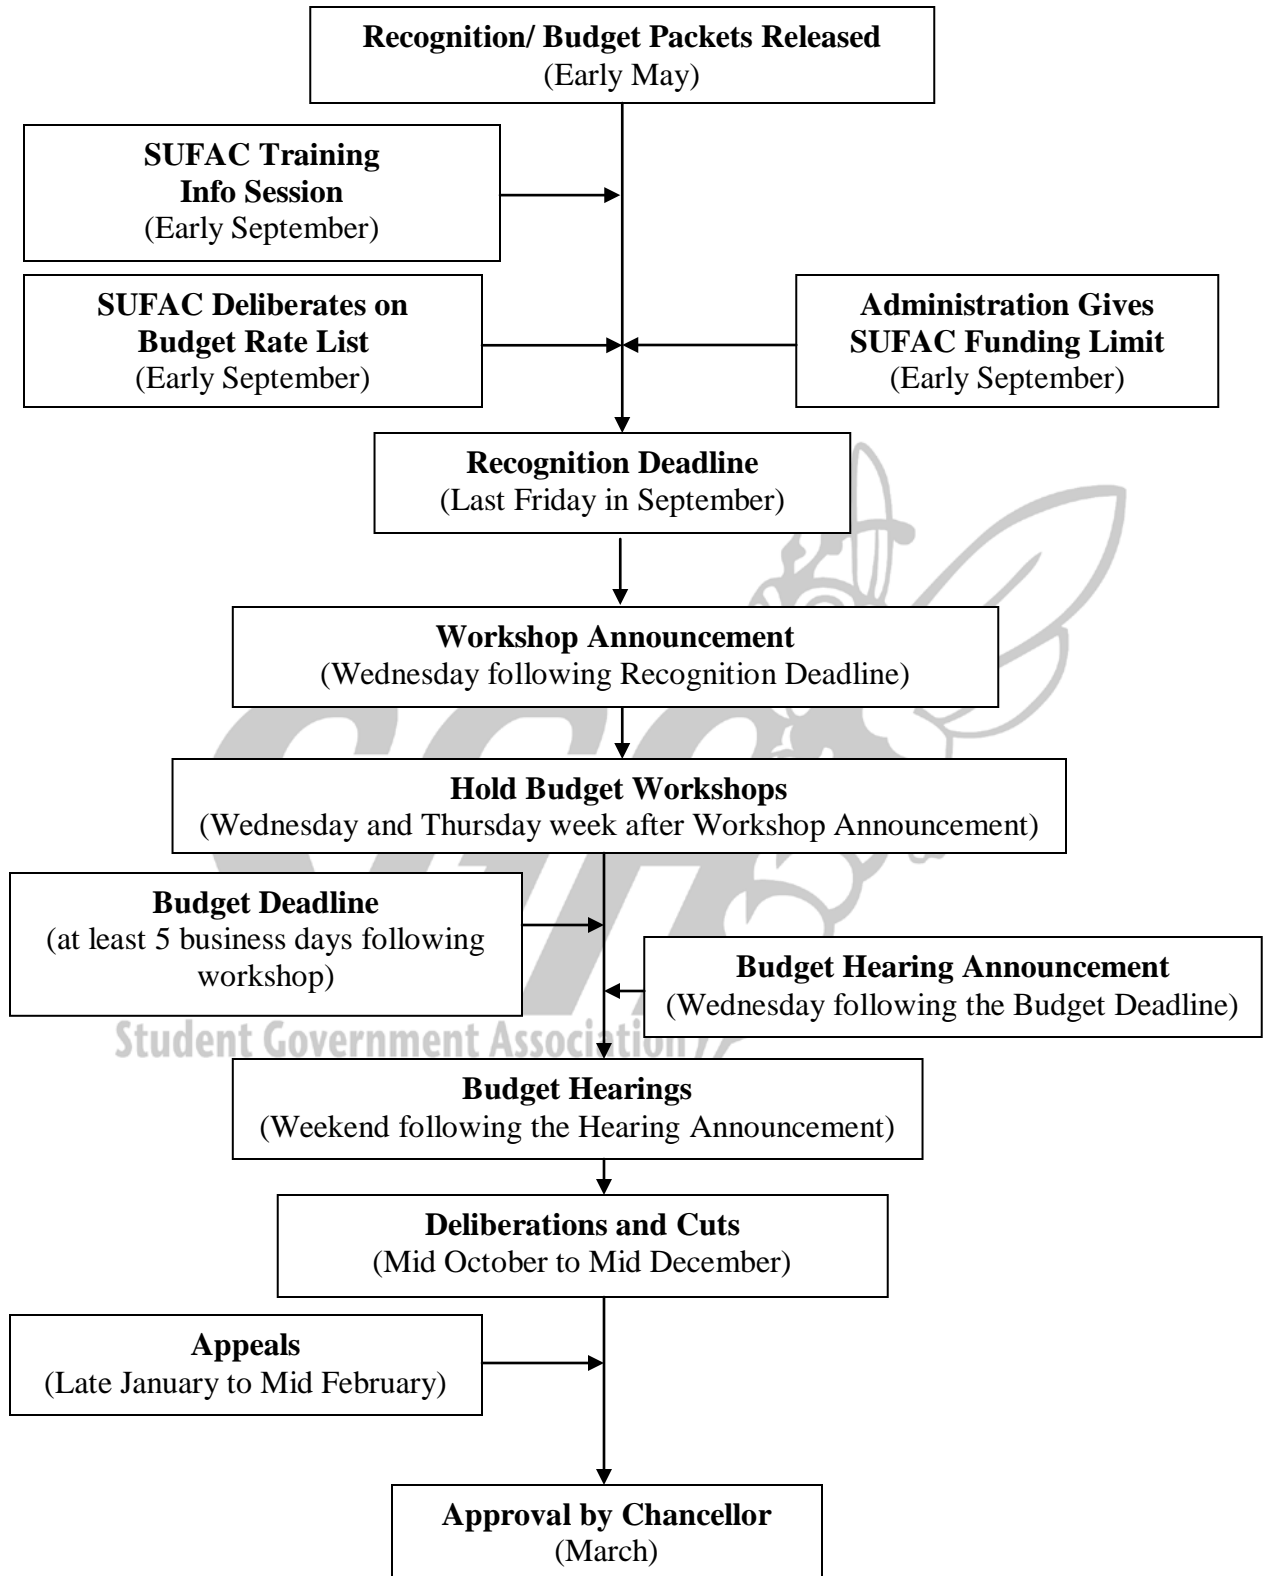 Recognition/ Budget Packets Released
(Early May)
SUFAC Training
Info Session
(Early September)
SUFAC Deliberates on
Budget Rate List
(Early September)
Administration Gives
SUFAC Funding Limit
(Early September)
Recognition Deadline
(Last Friday in September)
Workshop Announcement
(Wednesday following Recognition Deadline)
Hold Budget Workshops
(Wednesday and Thursday week after Workshop Announcement)
Budget Deadline
(at least 5 business days following
workshop)
Budget Hearing Announcement
(Wednesday following the Budget Deadline)
SGA
Student Government Association
Budget Hearings
(Weekend following the Hearing Announcement)
Deliberations and Cuts
(Mid October to Mid December)
Appeals
(Late January to Mid February)
Approval by Chancellor
(March)